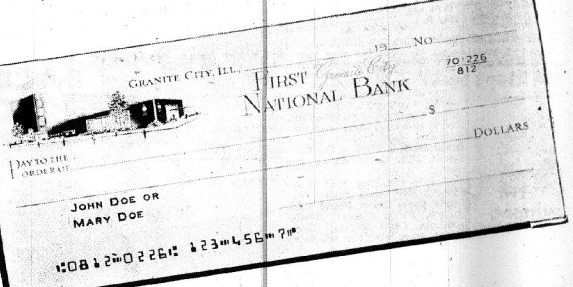 19 No.
GRANITE CITY, ILL.
FIRST Granite City
NATIONAL BANK
70-226
812
$
PAY TO THE
ORDER OF
DOLLARS
JOHN DOE OR
MARY DOE
⑆0812⑉0226⑆ 123⑉456⑉7⑈